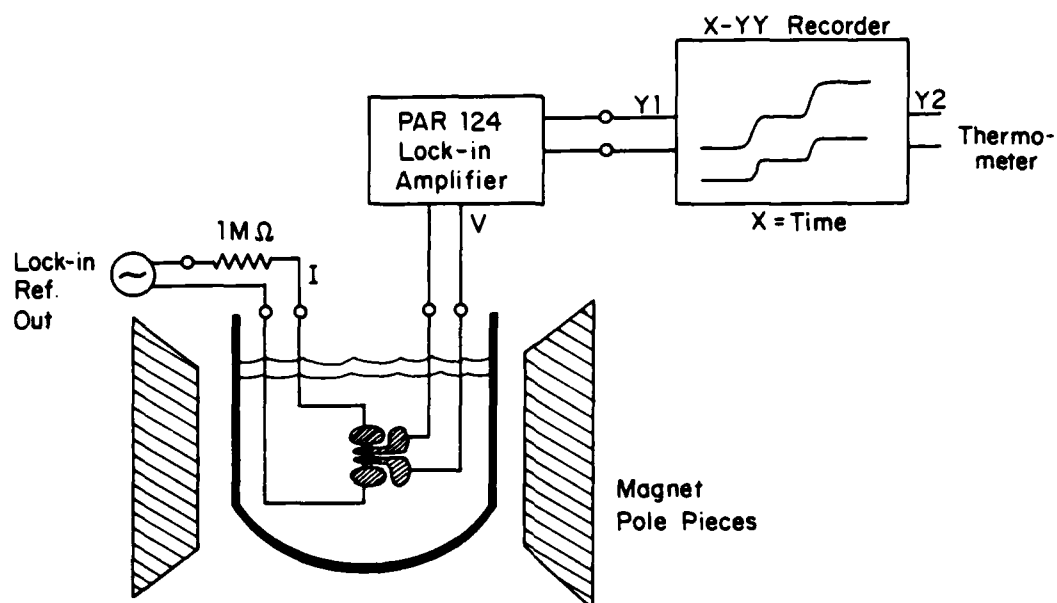 X-YY Recorder
PAR 124
Lock-in
Amplifier
Y1
Y2
Thermo-
meter
X = Time
V
1MΩ
I
Lock-in
Ref.
Out
Magnet
Pole Pieces